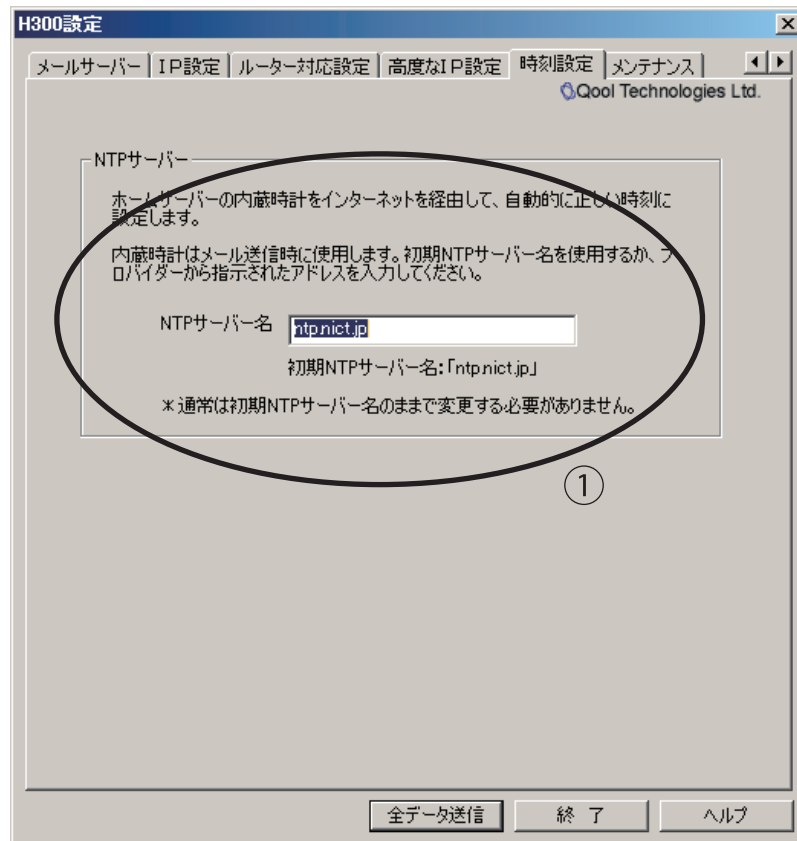 H300設定
メールサーバー IP設定 ルーター対応設定 高度なIP設定 時刻設定 メンテナンス
Qool Technologies Ltd.
NTPサーバー
ホームサーバーの内蔵時計をインターネットを経由して、自動的に正しい時刻に
設定します。
内蔵時計はメール送信時に使用します。初期NTPサーバー名を使用するか、プ
ロバイダーから指示されたアドレスを入力してください。
NTPサーバー名 ntp.nict.jp
初期NTPサーバー名:「ntp.nict.jp」
*通常は初期NTPサーバー名のままで変更する必要がありません。
①
全データ送信 終 了 ヘルプ